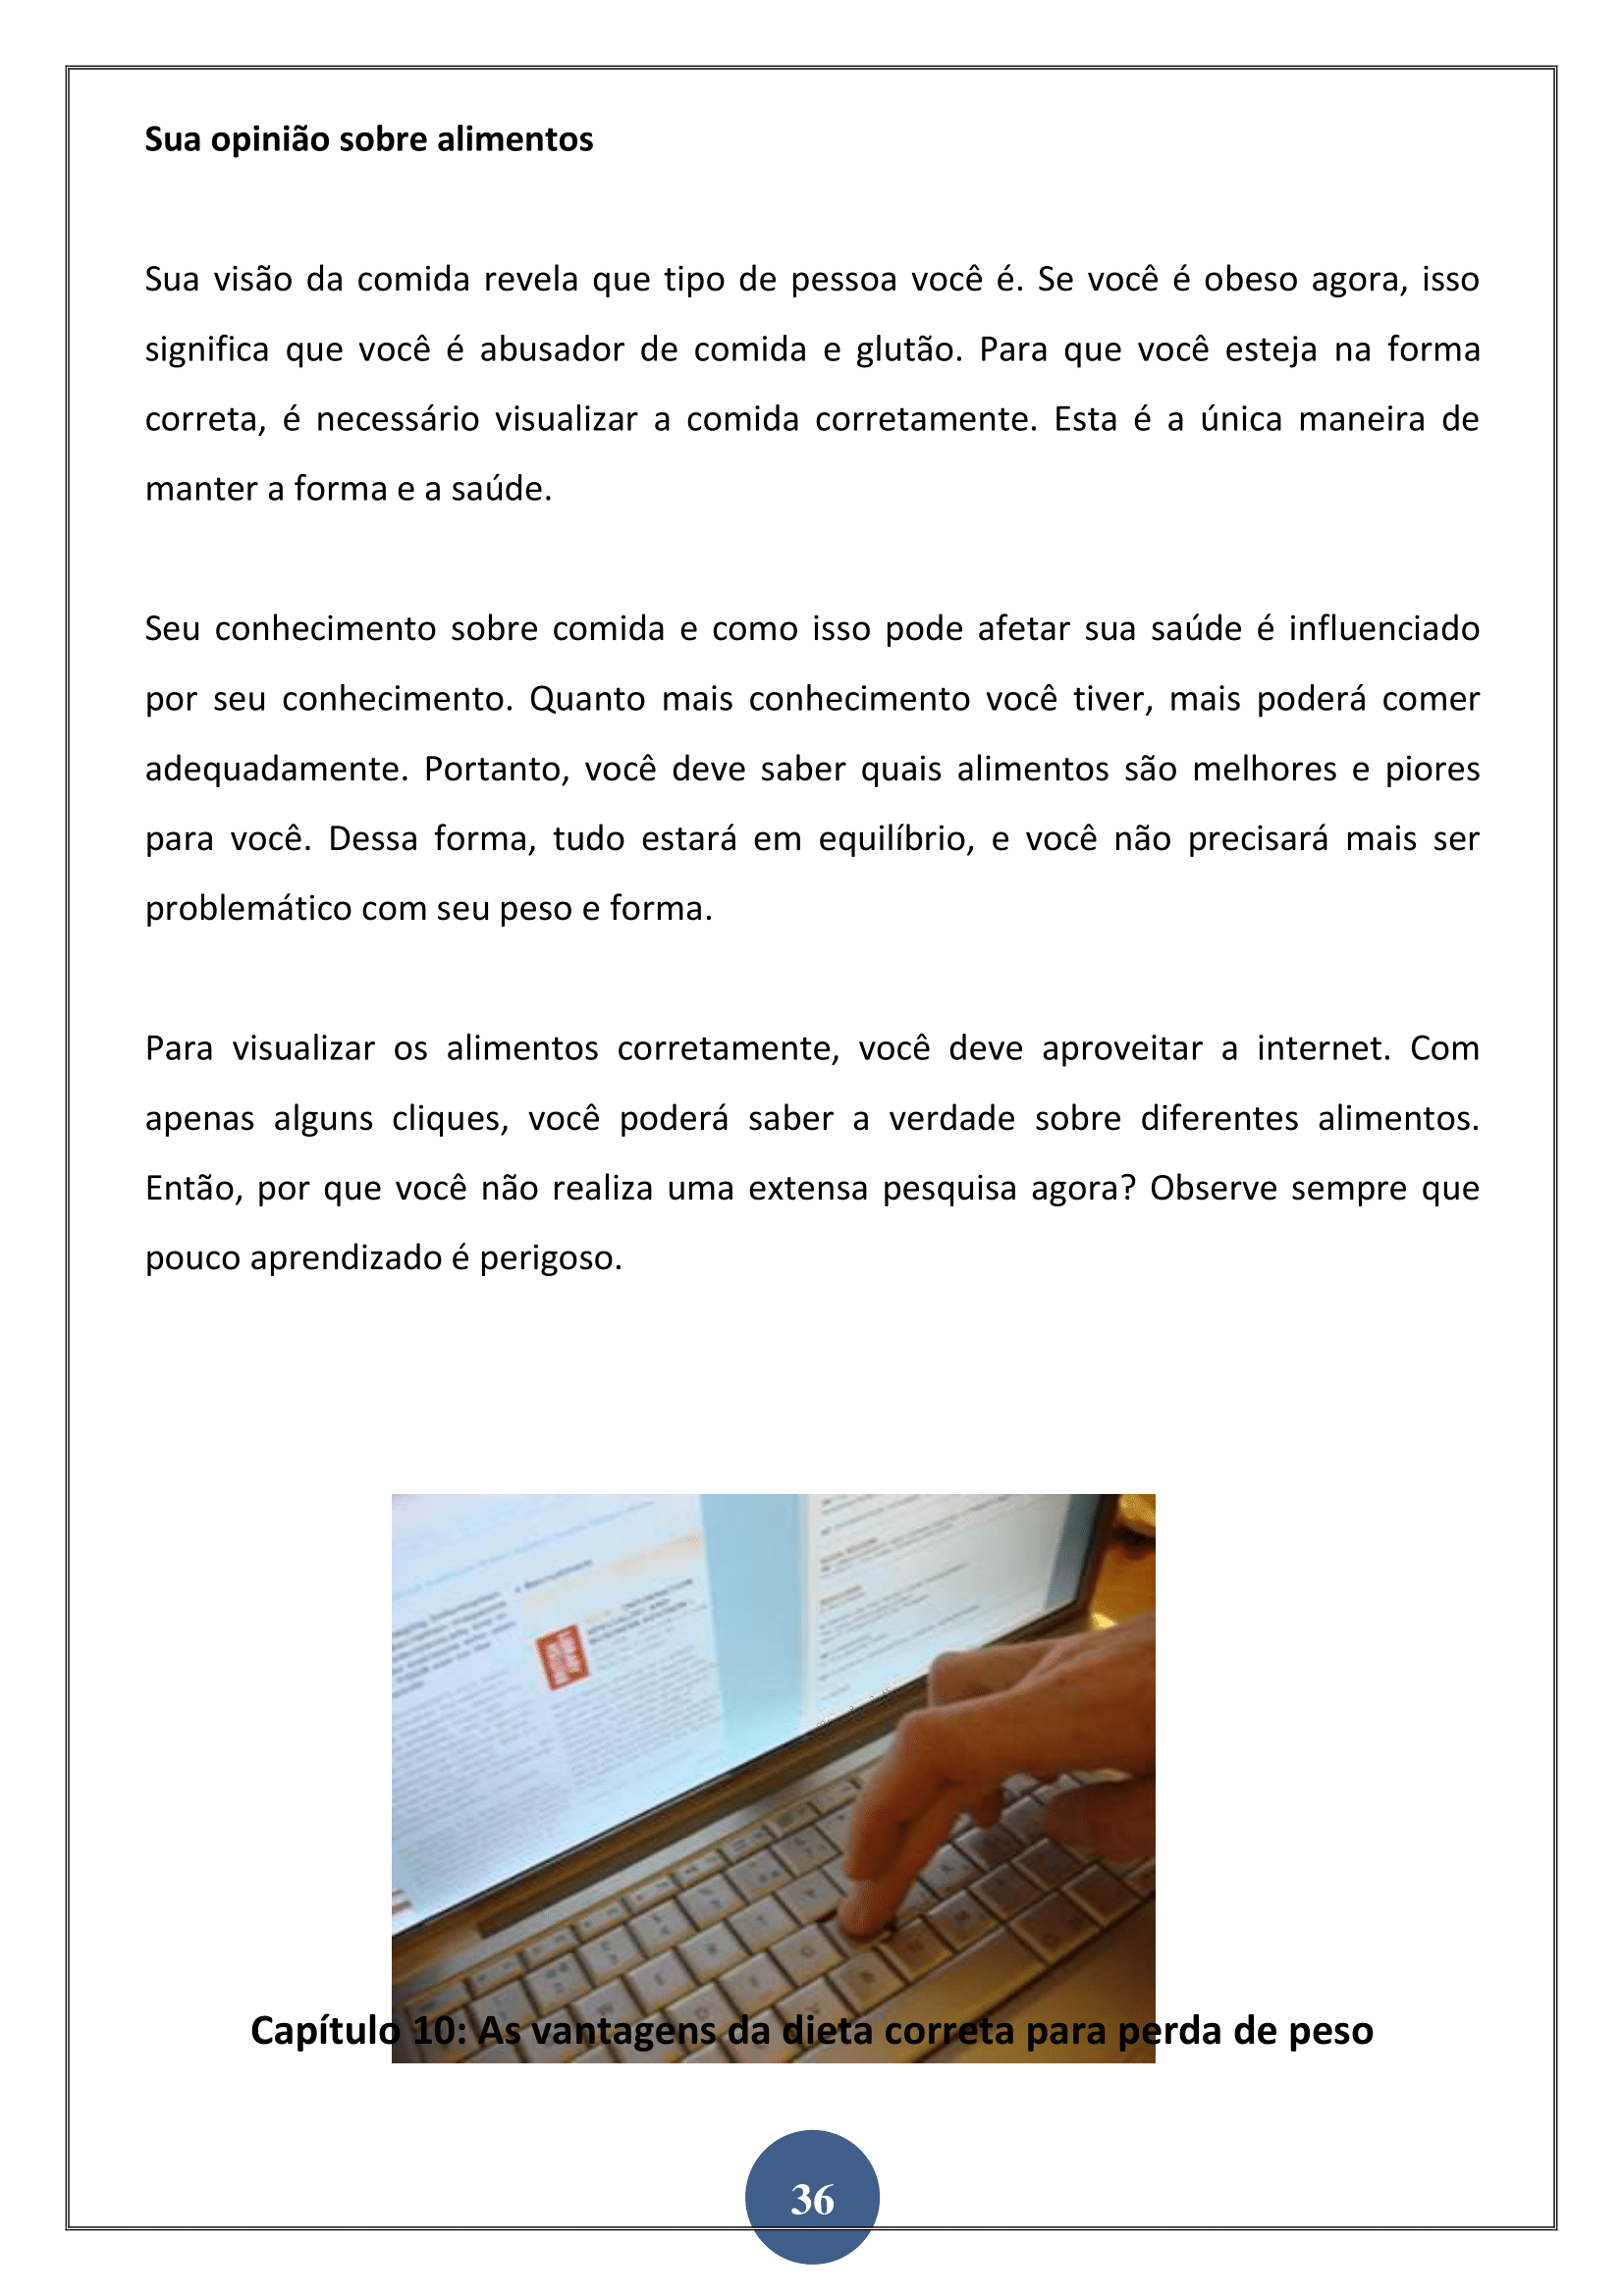 Sua opinião sobre alimentos
Sua visão da comida revela que tipo de pessoa você é. Se você é obeso agora, isso
significa que você é abusador de comida e glutão. Para que você esteja na forma
correta, é necessário visualizar a comida corretamente. Esta é a única maneira de
manter a forma e a saúde.
Seu conhecimento sobre comida e como isso pode afetar sua saúde é influenciado
por seu conhecimento. Quanto mais conhecimento você tiver, mais poderá comer
adequadamente. Portanto, você deve saber quais alimentos são melhores e piores
para você. Dessa forma, tudo estará em equilíbrio, e você não precisará mais ser
problemático com seu peso e forma.
Para visualizar os alimentos corretamente, você deve aproveitar a internet. Com
apenas alguns cliques, você poderá saber a verdade sobre diferentes alimentos.
Então, por que você não realiza uma extensa pesquisa agora? Observe sempre que
pouco aprendizado é perigoso.
Capítulo 10: As vantagens da dieta correta para perda de peso
36